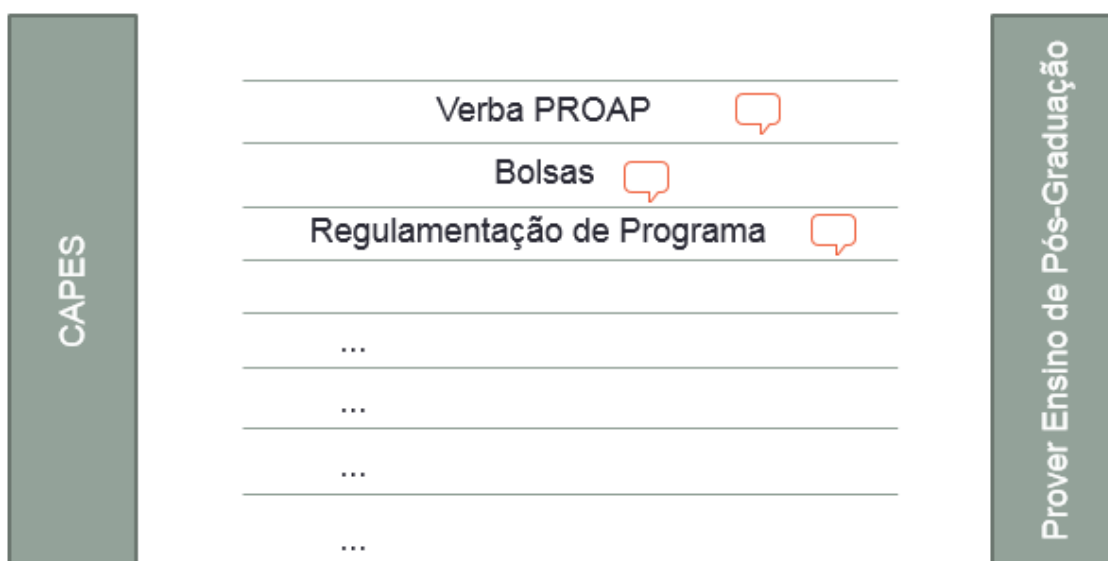 CAPES
Verba PROAP
Bolsas
Regulamentação de Programa
...
...
...
...
Prover Ensino de Pós-Graduação